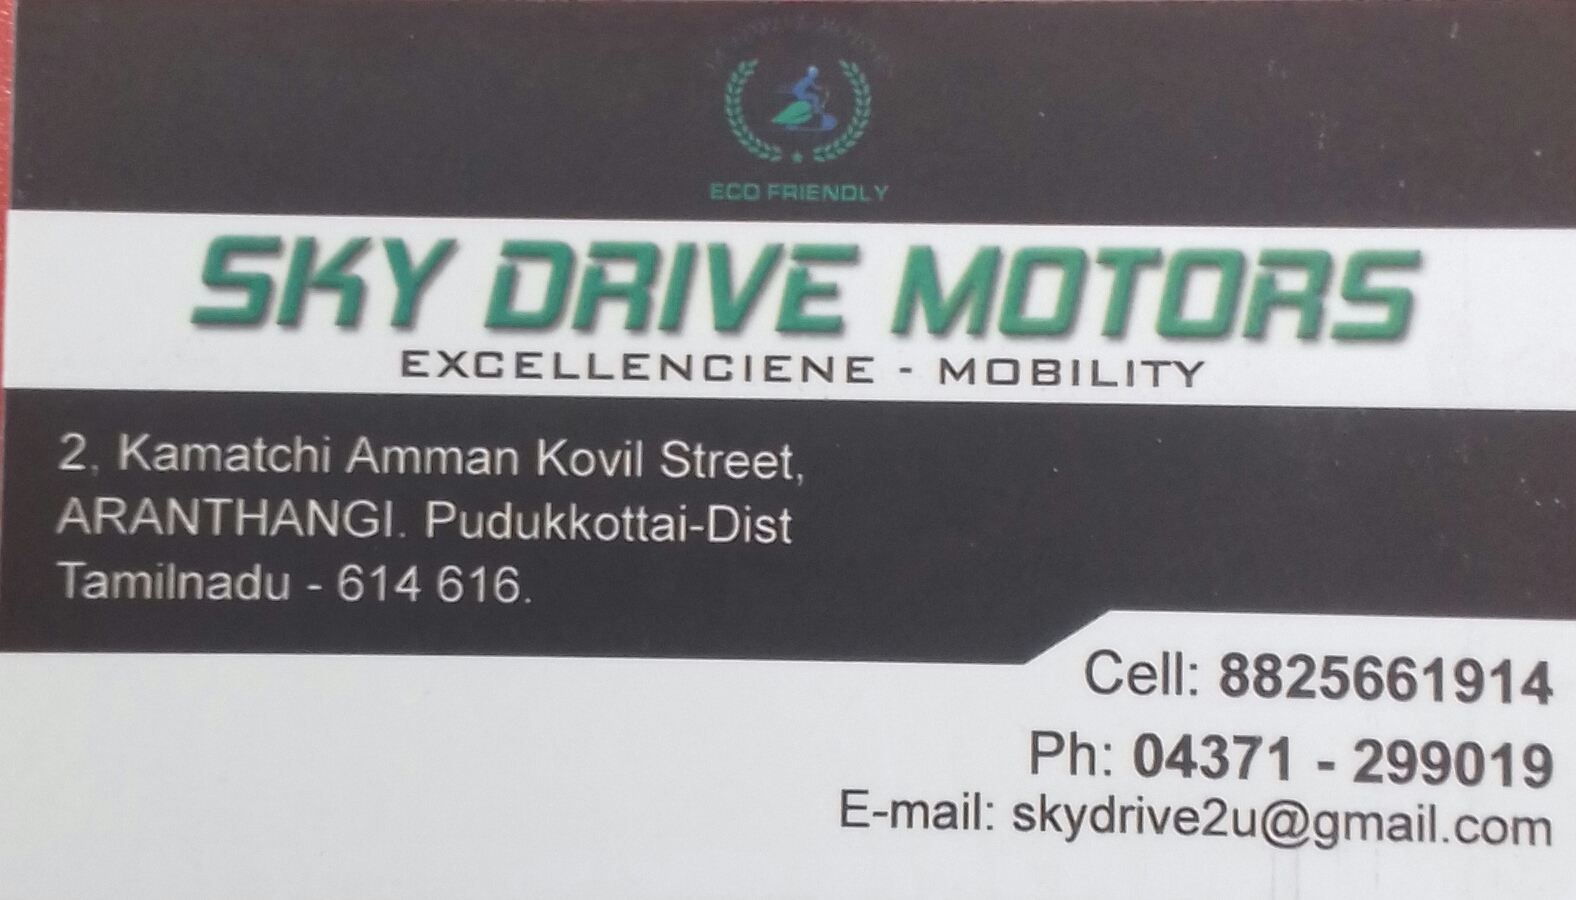 ECO FRIENDLY
SKY DRIVE MOTORS
EXCELLENCIENE - MOBILITY
2, Kamatchi Amman Kovil Street,
ARANTHANGI. Pudukkottai-Dist
Tamilnadu - 614 616.
Cell: 8825661914
Ph: 04371 - 299019
E-mail: skydrive2u@gmail.com